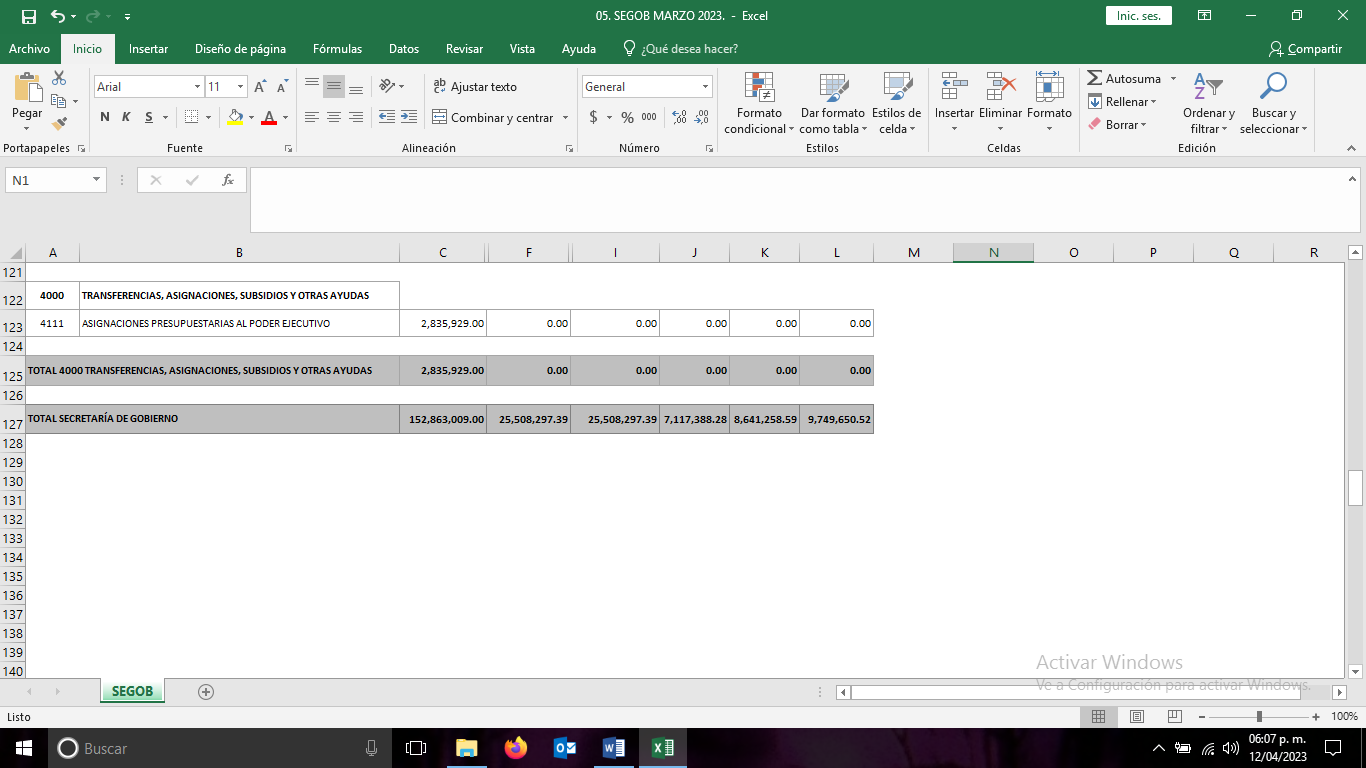 05. SEGOB MARZO 2023. - Excel
Inic. ses.
Archivo Inicio Insertar Diseño de página Fórmulas Datos Revisar Vista Ayuda ¿Qué desea hacer? Compartir
Pegar
Portapapeles
Arial 11
N K S
Fuente
Ajustar texto
Combinar y centrar
Alineación
General
$ % 000
Número
Formato condicional
Dar formato como tabla
Estilos de celda
Estilos
Insertar Eliminar Formato
Celdas
Autosuma
Rellenar
Borrar
Ordenar y filtrar
Buscar y seleccionar
Edición
N1 fx
A B C F I J K L M N O P Q R
121
122 4000 TRANSFERENCIAS, ASIGNACIONES, SUBSIDIOS Y OTRAS AYUDAS
123 4111 ASIGNACIONES PRESUPUESTARIAS AL PODER EJECUTIVO 2,835,929.00 0.00 0.00 0.00 0.00 0.00
124
125 TOTAL 4000 TRANSFERENCIAS, ASIGNACIONES, SUBSIDIOS Y OTRAS AYUDAS 2,835,929.00 0.00 0.00 0.00 0.00 0.00
126
127 TOTAL SECRETARÍA DE GOBIERNO 152,863,009.00 25,508,297.39 25,508,297.39 7,117,388.28 8,641,258.59 9,749,650.52
128
129
130
131
132
133
134
135
136
137
138
139
140
Activar Windows
Ve a Configuración para activar Windows.
SEGOB
Listo
100%
Buscar
06:07 p. m.
12/04/2023